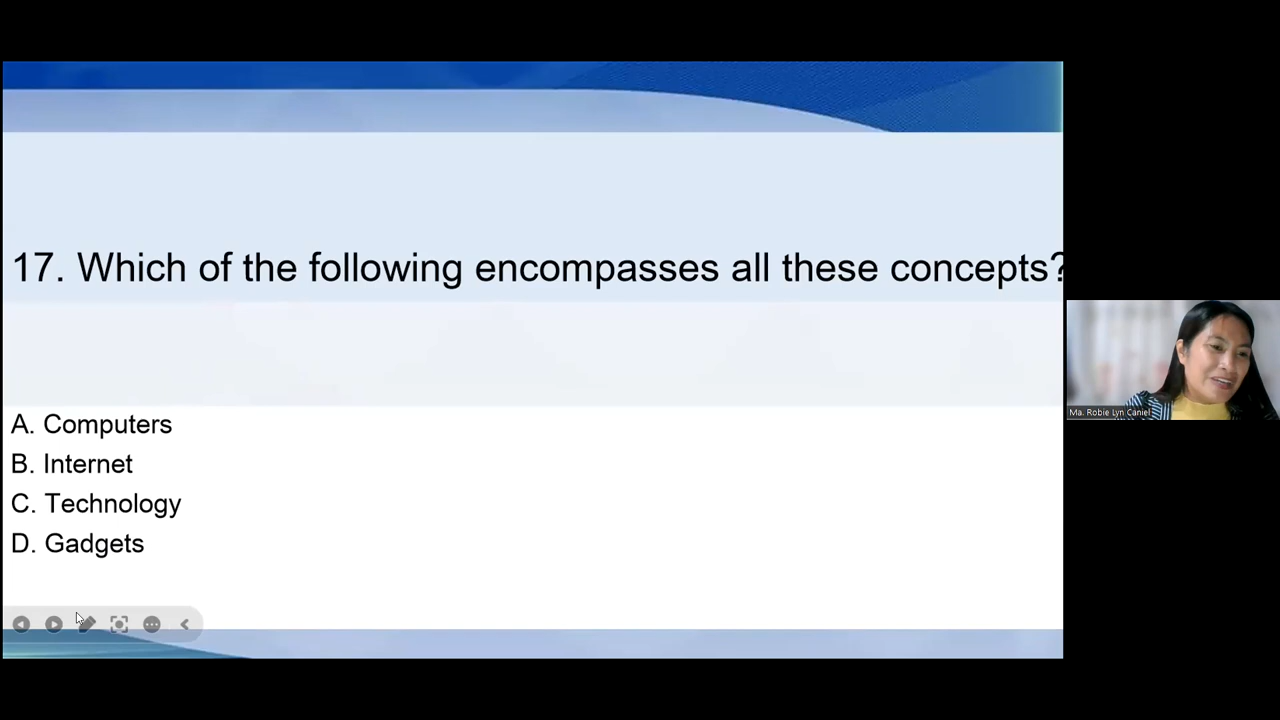 17. Which of the following encompasses all these concepts?
A. Computers
B. Internet
C. Technology
D. Gadgets
Ma. Robie Lyn Caniel